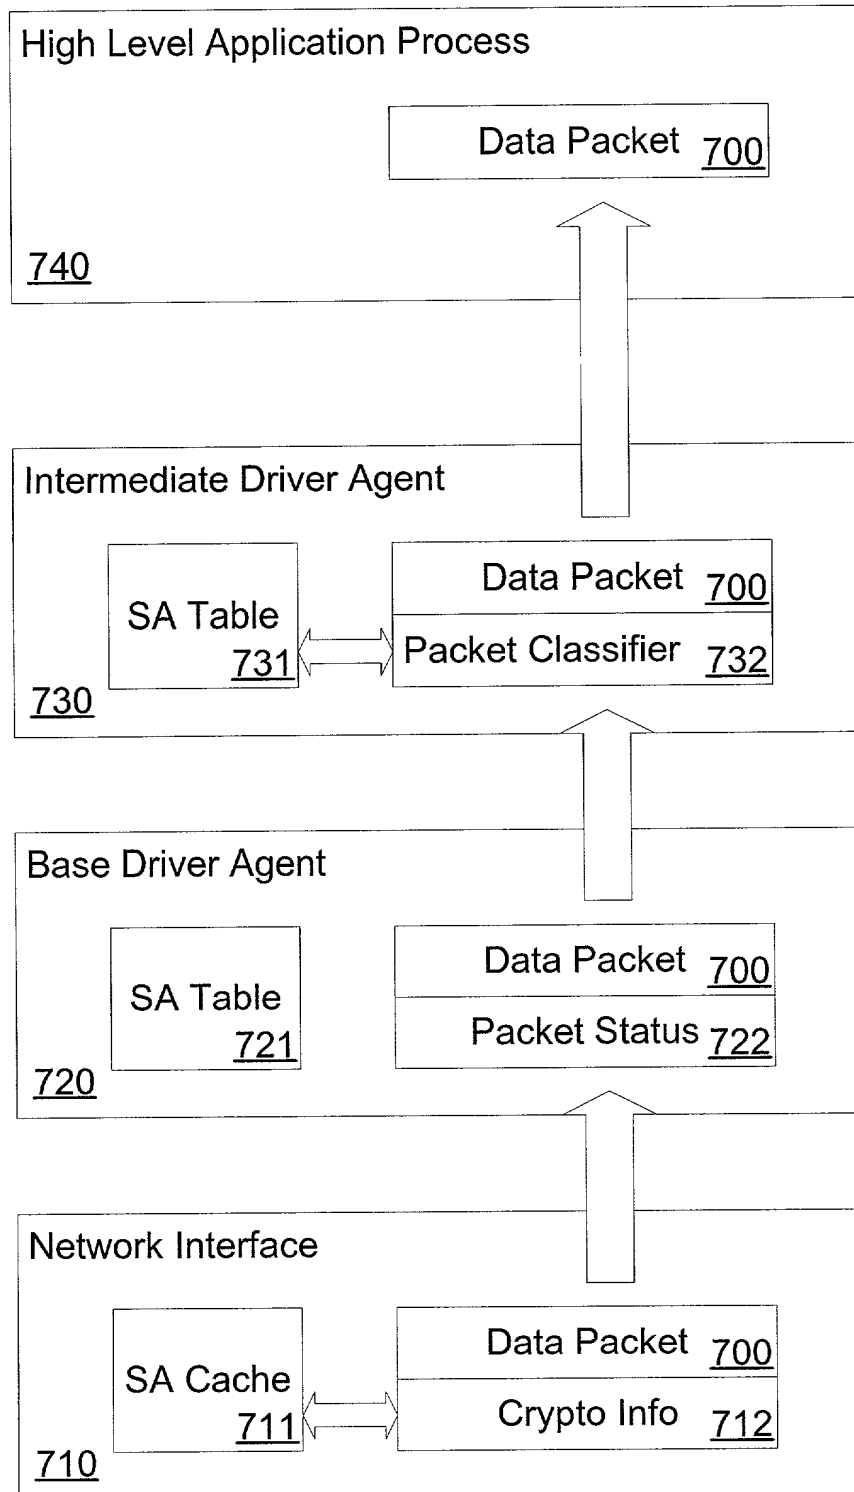 High Level Application Process
Data Packet 700
740
Intermediate Driver Agent
SA Table
731
Data Packet 700
Packet Classifier 732
730
Base Driver Agent
SA Table
721
Data Packet 700
Packet Status 722
720
Network Interface
SA Cache
711
Data Packet 700
Crypto Info 712
710